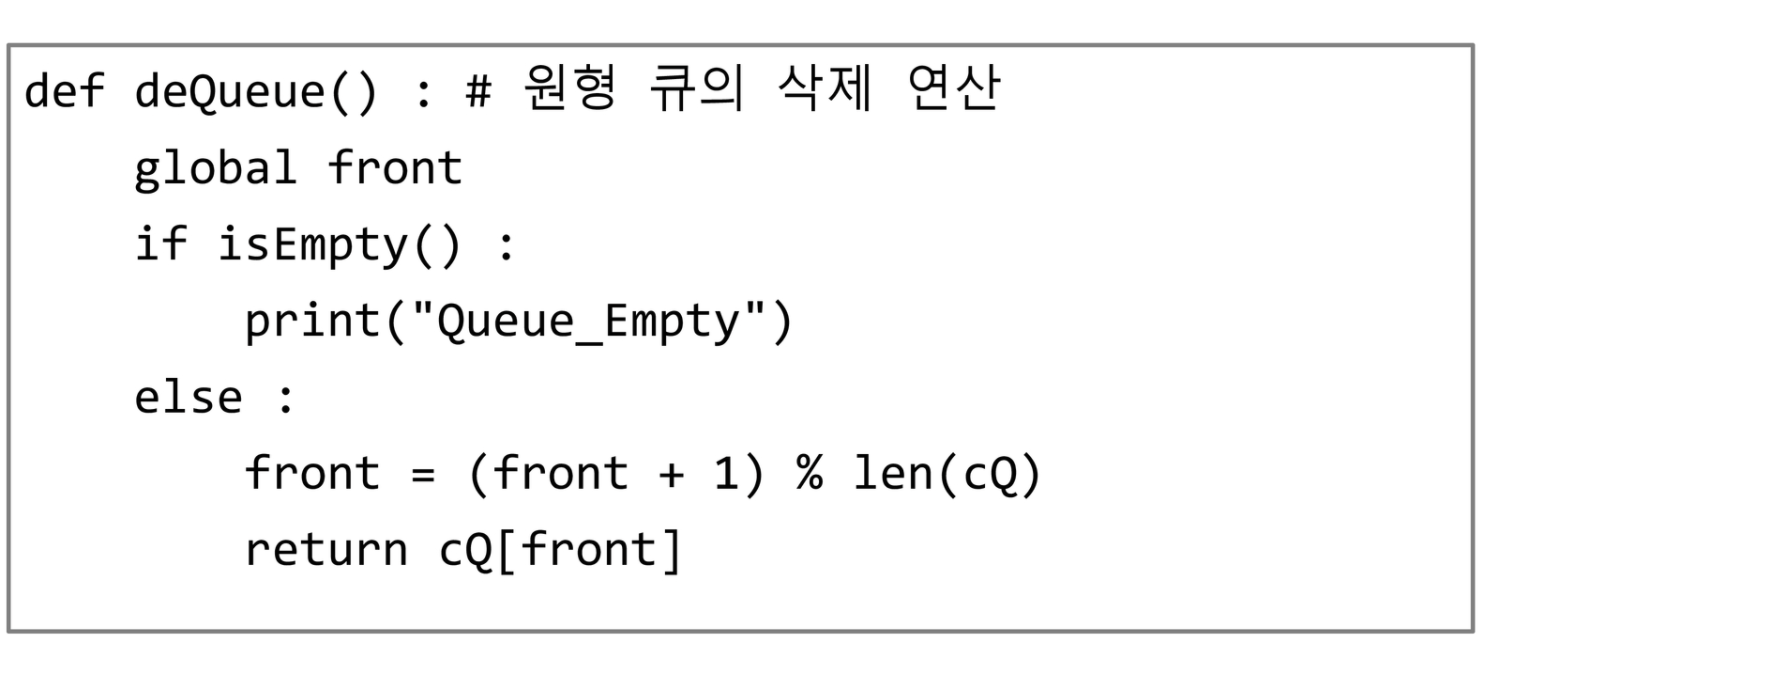 def deQueue() : # 원형 큐의 삭제 연산
    global front
    if isEmpty() :
        print("Queue_Empty")
    else :
        front = (front + 1) % len(cQ)
        return cQ[front]